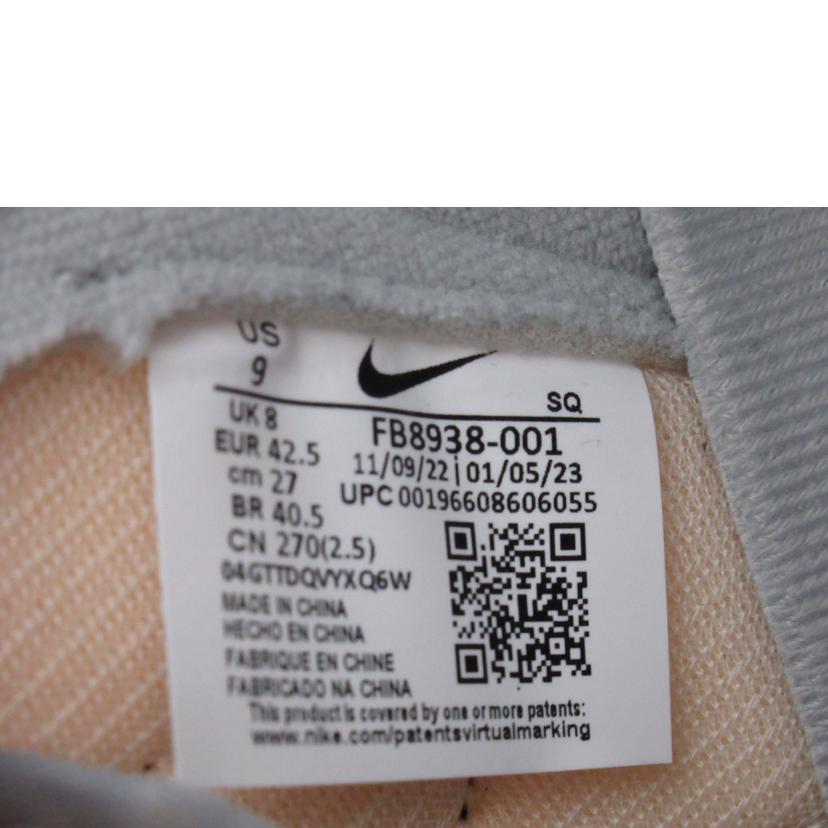 US
9
SQ
UK 8
FB8938-001
EUR 42.5
11/09/22 | 01/05/23
cm 27
UPC 00196608606055
BR 40.5
CN 270(2.5)
04GTTDQVYXQ6W
MADE IN CHINA
HECHO EN CHINA
FABRIQUE EN CHINE
FABRICADO NA CHINA
This product is covered by one or more patents:
www.nike.com/patentsvirtualmarking